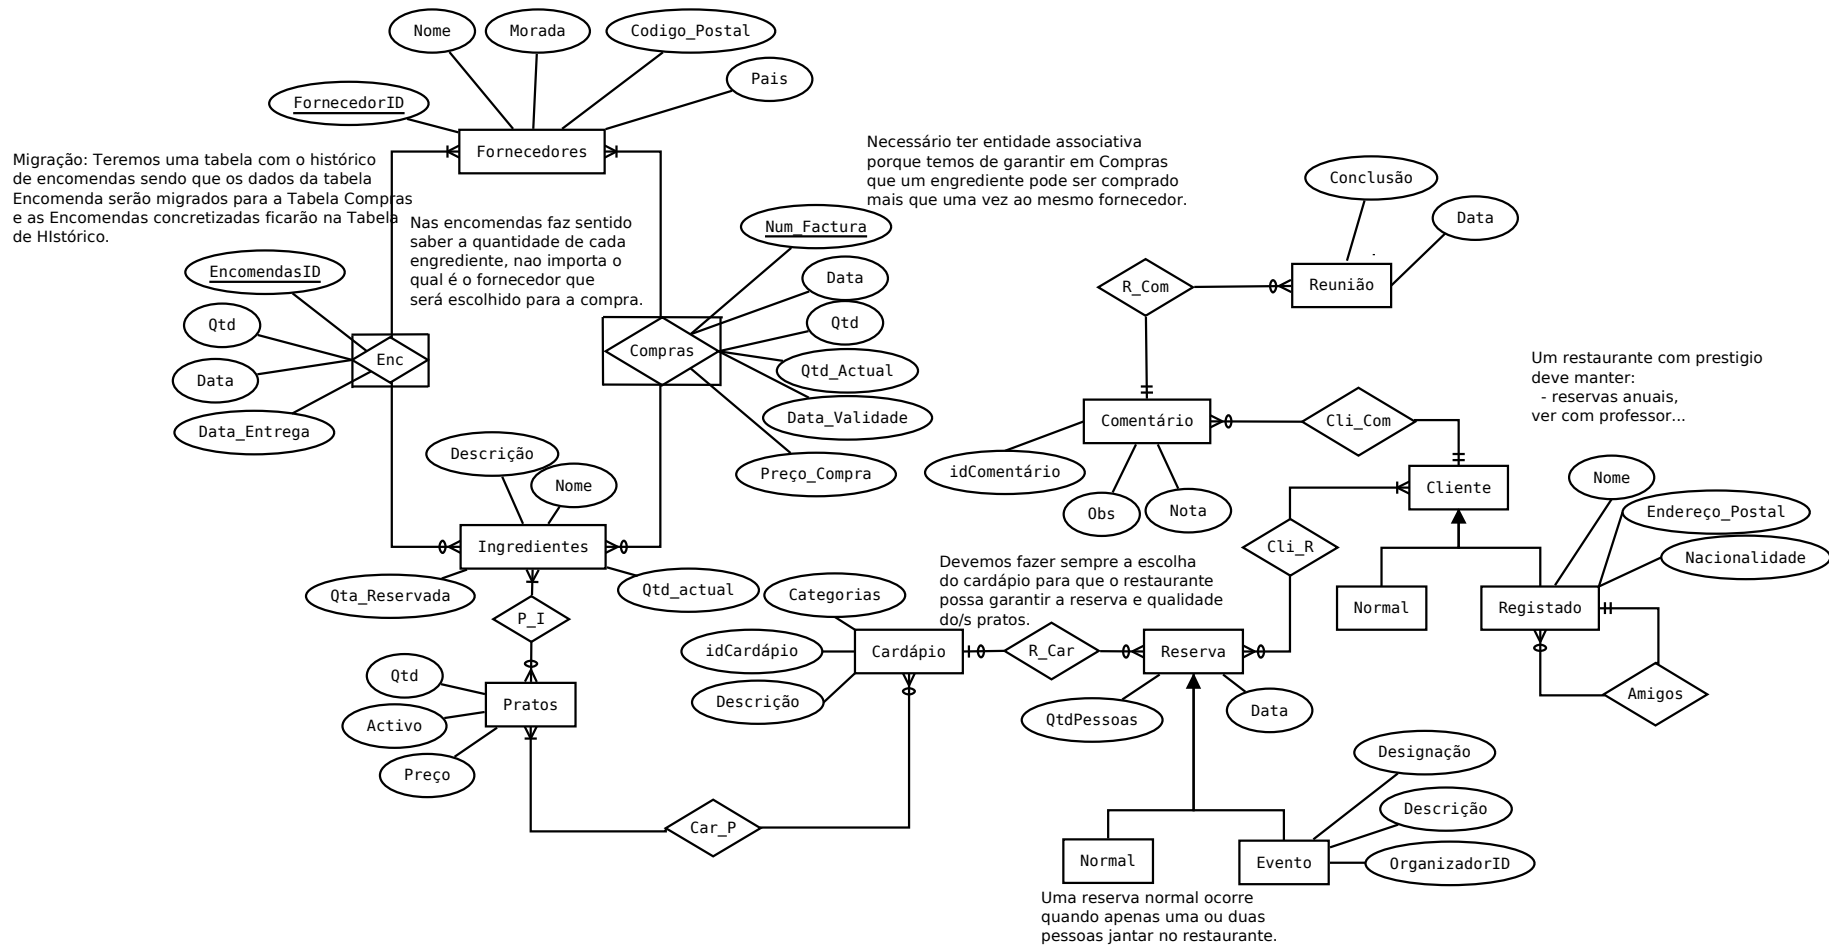 Nome
Morada
Codigo_Postal
Pais
FornecedorID
Fornecedores
Migração: Teremos uma tabela com o histórico
de encomendas sendo que os dados da tabela
Encomenda serão migrados para a Tabela Compras
e as Encomendas concretizadas ficarão na Tabela
de HIstórico.
Nas encomendas faz sentido
saber a quantidade de cada
engrediente, nao importa o
qual é o fornecedor que
será escolhido para a compra.
Necessário ter entidade associativa
porque temos de garantir em Compras
que um engrediente pode ser comprado
mais que uma vez ao mesmo fornecedor.
EncomendasID
Qtd
Data
Data_Entrega
Enc
Compras
Num_Factura
Data
Qtd
Qtd_Actual
Data_Validade
Preço_Compra
Conclusão
Data
Reunião
R_Com
Comentário
idComentário
Obs
Nota
Cli_Com
Um restaurante com prestigio
deve manter:
- reservas anuais,
ver com professor...
Cliente
Cli_R
Nome
Endereço_Postal
Nacionalidade
Normal
Registado
Amigos
Descrição
Nome
Ingredientes
Qta_Reservada
Qtd_actual
P_I
Qtd
Activo
Preço
Pratos
Categorias
idCardápio
Descrição
Cardápio
Devemos fazer sempre a escolha
do cardápio para que o restaurante
possa garantir a reserva e qualidade
do/s pratos.
R_Car
Reserva
QtdPessoas
Data
Car_P
Designação
Descrição
OrganizadorID
Normal
Evento
Uma reserva normal ocorre
quando apenas uma ou duas
pessoas jantar no restaurante.